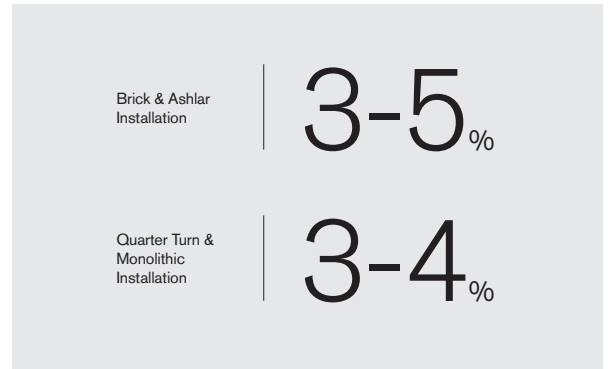 Brick & Ashlar
Installation
3-5%
Quarter Turn &
Monolithic
Installation
3-4%